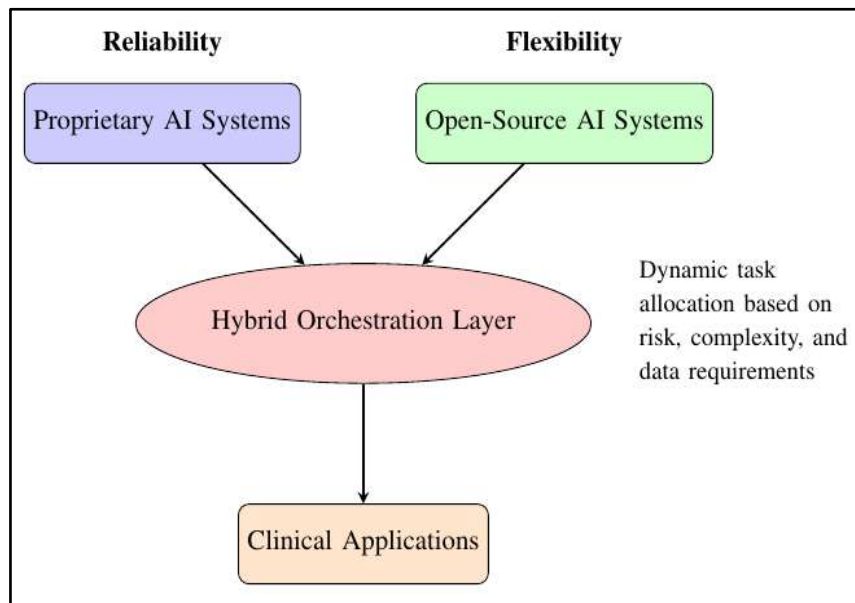 Reliability
Flexibility
Proprietary AI Systems
Open-Source AI Systems
Hybrid Orchestration Layer
Dynamic task
allocation based on
risk, complexity, and
data requirements
Clinical Applications